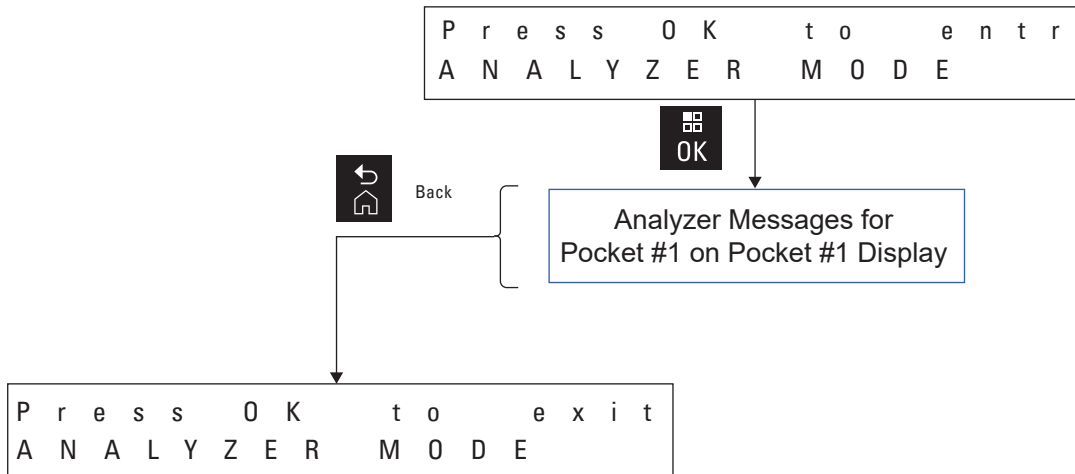 Press OK to entr
ANALYZER MODE
OK
Back
Analyzer Messages for
Pocket #1 on Pocket #1 Display
Press OK to exit
ANALYZER MODE